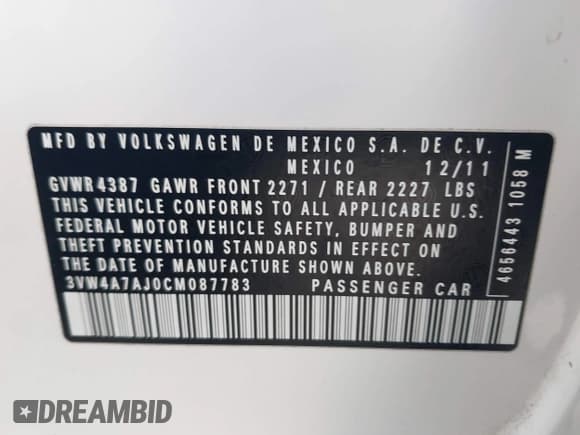 MFD BY VOLKSWAGEN DE MEXICO S.A. DE C.V.
MEXICO 12/11
GVWR 4387 GAWR FRONT 2271 / REAR 2227 LBS
THIS VEHICLE CONFORMS TO ALL APPLICABLE U.S.
FEDERAL MOTOR VEHICLE SAFETY, BUMPER AND
THEFT PREVENTION STANDARDS IN EFFECT ON
THE DATE OF MANUFACTURE SHOWN ABOVE.
3VW4A7AJ0CM087783 PASSENGER CAR
4656443 1058 M
DREAMBID